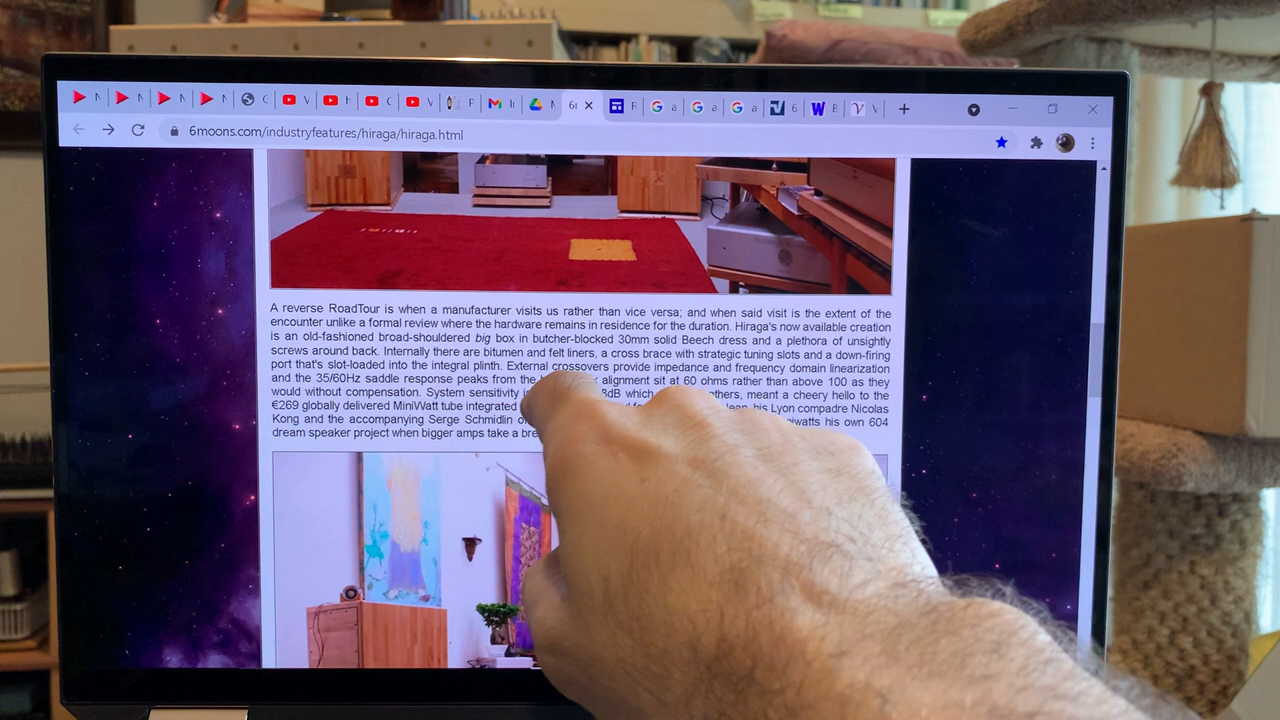 6moons.com/industryfeatures/hiraga/hiraga.html
A reverse RoadTour is when a manufacturer visits us rather than vice versa; and when said visit is the extent of the
encounter unlike a formal review where the hardware remains in residence for the duration. Hiraga's now available creation
is an old-fashioned broad-shouldered big box in butcher-blocked 30mm solid Beech dress and a plethora of unsightly
screws around back. Internally there are bitumen and felt liners, a cross brace with strategic tuning slots and a down-firing
port that's slot-loaded into the integral plinth. External crossovers provide impedance and frequency domain linearization
and the 35/60Hz saddle response peaks from the alignment sit at 60 ohms rather than above 100 as they
would without compensation. System sensitivity 8dB which others, meant a cheery hello to the
€269 globally delivered MiniWatt tube integrated his Lyon compadre Nicolas
Kong and the accompanying Serge Schmidlin his own 604
dream speaker project when bigger amps take a